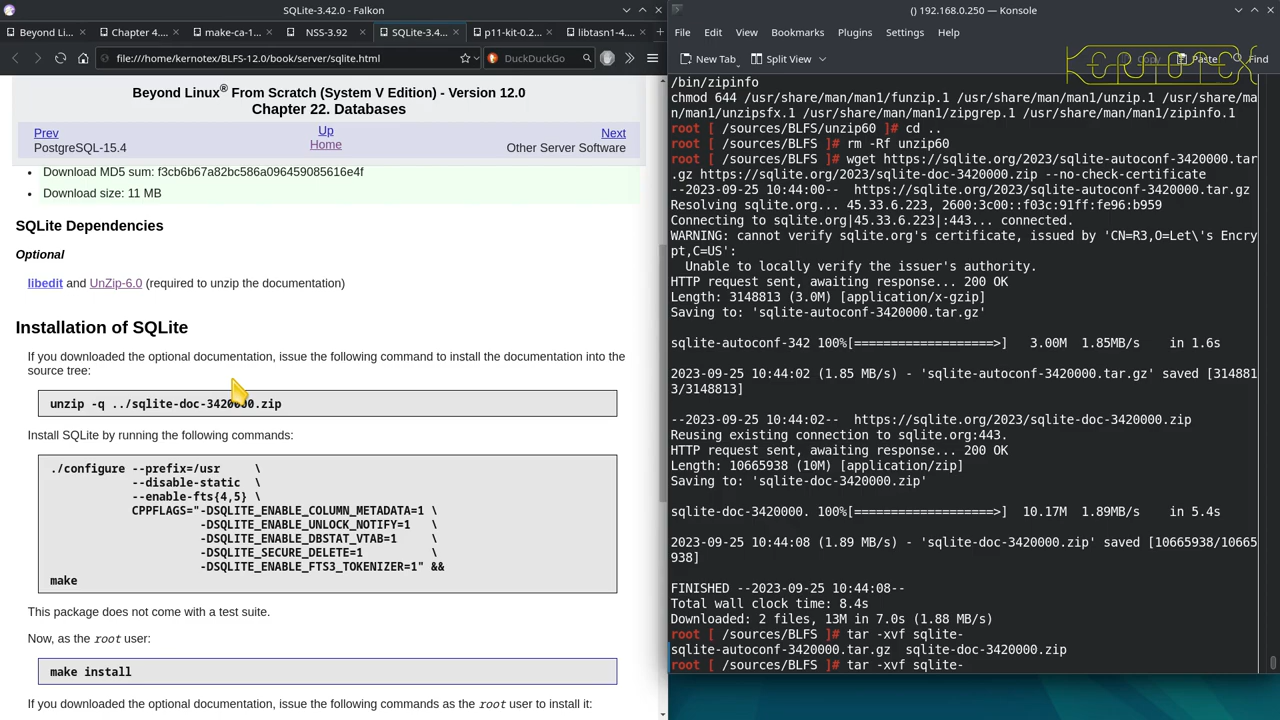 SQLite-3.42.0 - Falkon
Beyond Li...
Chapter 4....
make-ca-1...
NSS-3.92
SQLite-3.4...
p11-kit-0.2...
libtasn1-4....
file:///home/kernotex/BLFS-12.0/book/server/sqlite.html
DuckDuckGo
Beyond Linux® From Scratch (System V Edition) - Version 12.0
Chapter 22. Databases
Prev
Up
Next
PostgreSQL-15.4
Home
Other Server Software
• Download MD5 sum: f3cb6b67a82bc586a096459085616e4f
• Download size: 11 MB
SQLite Dependencies
Optional
libedit and UnZip-6.0 (required to unzip the documentation)
Installation of SQLite
If you downloaded the optional documentation, issue the following command to install the documentation into the
source tree:
unzip -q ../sqlite-doc-3420000.zip
Install SQLite by running the following commands:
./configure --prefix=/usr     \
--disable-static  \
--enable-fts{4,5} \
CPPFLAGS="-DSQLITE_ENABLE_COLUMN_METADATA=1 \
-DSQLITE_ENABLE_UNLOCK_NOTIFY=1   \
-DSQLITE_ENABLE_DBSTAT_VTAB=1     \
-DSQLITE_SECURE_DELETE=1          \
-DSQLITE_ENABLE_FTS3_TOKENIZER=1" &&
make
This package does not come with a test suite.
Now, as the root user:
make install
If you downloaded the optional documentation, issue the following commands as the root user to install it:
() 192.168.0.250 — Konsole
File Edit View Bookmarks Plugins Settings Help
New Tab
Split View
Copy
Paste
Find
KERNOTEX
/bin/zipinfo
chmod 644 /usr/share/man/man1/funzip.1 /usr/share/man/man1/unzip.1 /usr/share/ma
n/man1/unzipsfx.1 /usr/share/man/man1/zipgrep.1 /usr/share/man/man1/zipinfo.1
root [ /sources/BLFS/unzip60 ]# cd ..
root [ /sources/BLFS ]# rm -Rf unzip60
root [ /sources/BLFS ]# wget https://sqlite.org/2023/sqlite-autoconf-3420000.tar
.gz https://sqlite.org/2023/sqlite-doc-3420000.zip --no-check-certificate
--2023-09-25 10:44:00--  https://sqlite.org/2023/sqlite-autoconf-3420000.tar.gz
Resolving sqlite.org... 45.33.6.223, 2600:3c00::f03c:91ff:fe96:b959
Connecting to sqlite.org|45.33.6.223|:443... connected.
WARNING: cannot verify sqlite.org's certificate, issued by 'CN=R3,O=Let\'s Encry
pt,C=US':
Unable to locally verify the issuer's authority.
HTTP request sent, awaiting response... 200 OK
Length: 3148813 (3.0M) [application/x-gzip]
Saving to: 'sqlite-autoconf-3420000.tar.gz'
sqlite-autoconf-342 100%[===================>]   3.00M  1.85MB/s    in 1.6s
2023-09-25 10:44:02 (1.85 MB/s) - 'sqlite-autoconf-3420000.tar.gz' saved [314881
3/3148813]
--2023-09-25 10:44:02--  https://sqlite.org/2023/sqlite-doc-3420000.zip
Reusing existing connection to sqlite.org:443.
HTTP request sent, awaiting response... 200 OK
Length: 10665938 (10M) [application/zip]
Saving to: 'sqlite-doc-3420000.zip'
sqlite-doc-3420000. 100%[===================>]  10.17M  1.89MB/s    in 5.4s
2023-09-25 10:44:08 (1.89 MB/s) - 'sqlite-doc-3420000.zip' saved [10665938/10665
938]
FINISHED --2023-09-25 10:44:08--
Total wall clock time: 8.4s
Downloaded: 2 files, 13M in 7.0s (1.88 MB/s)
root [ /sources/BLFS ]# tar -xvf sqlite-
sqlite-autoconf-3420000.tar.gz  sqlite-doc-3420000.zip
root [ /sources/BLFS ]# tar -xvf sqlite-